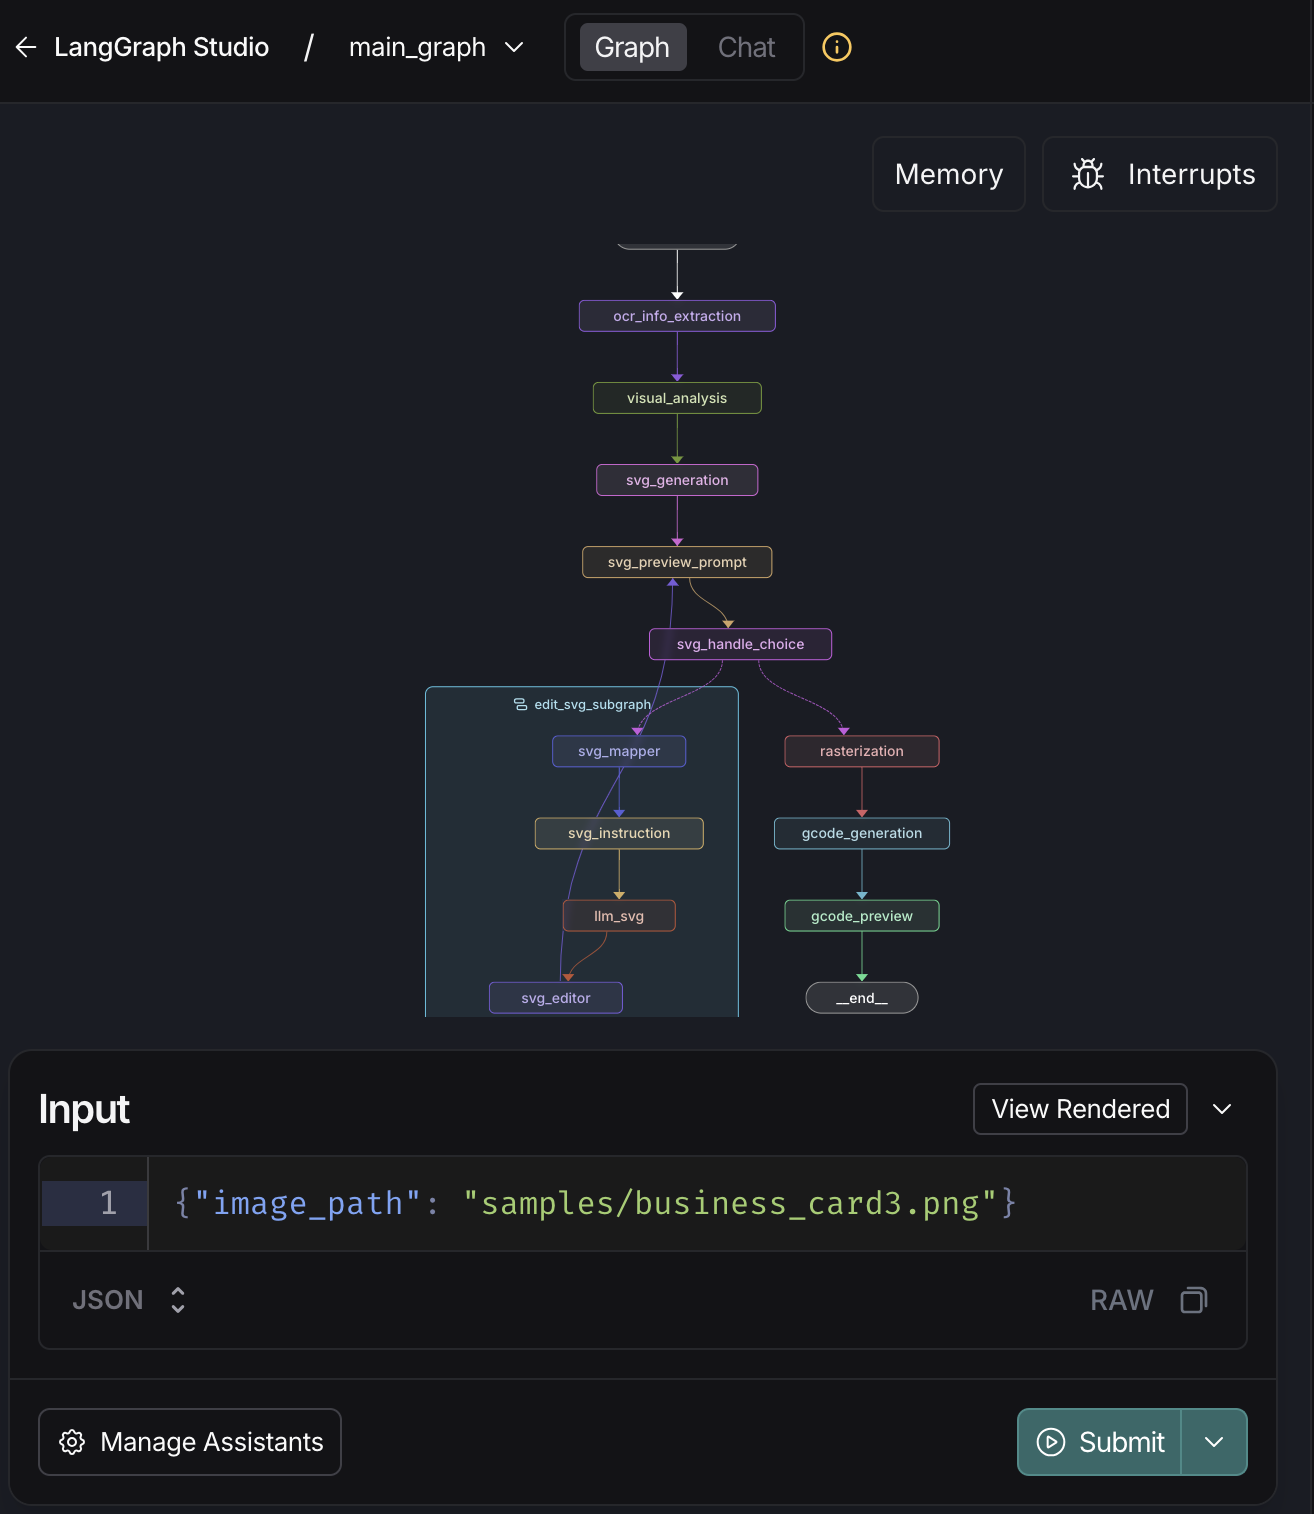 LangGraph Studio / main_graph Graph Chat
Memory Interrupts
ocr_info_extraction
visual_analysis
svg_generation
svg_preview_prompt
svg_handle_choice
edit_svg_subgraph
svg_mapper
rasterization
svg_instruction
gcode_generation
llm_svg
gcode_preview
svg_editor
__end__
Input View Rendered
1 {"image_path": "samples/business_card3.png"}
JSON RAW
Manage Assistants Submit